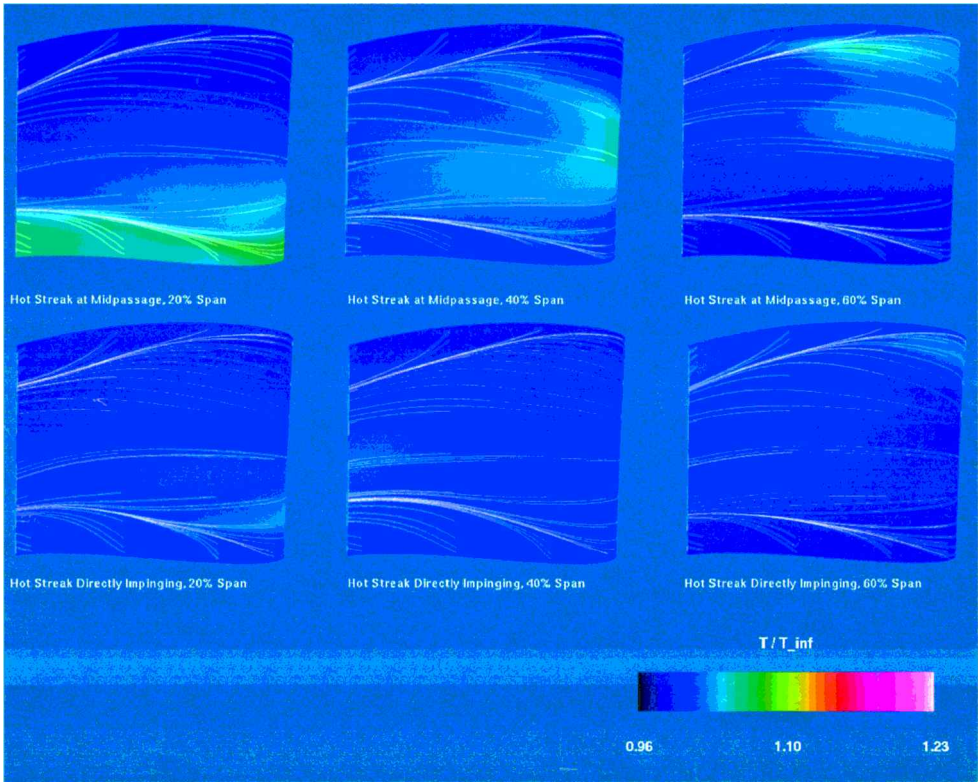 Hot Streak at Midpassage, 20% Span
Hot Streak at Midpassage, 40% Span
Hot Streak at Midpassage, 60% Span
Hot Streak Directly Impinging, 20% Span
Hot Streak Directly Impinging, 40% Span
Hot Streak Directly Impinging, 60% Span
T / T_inf
0.96 1.10 1.23